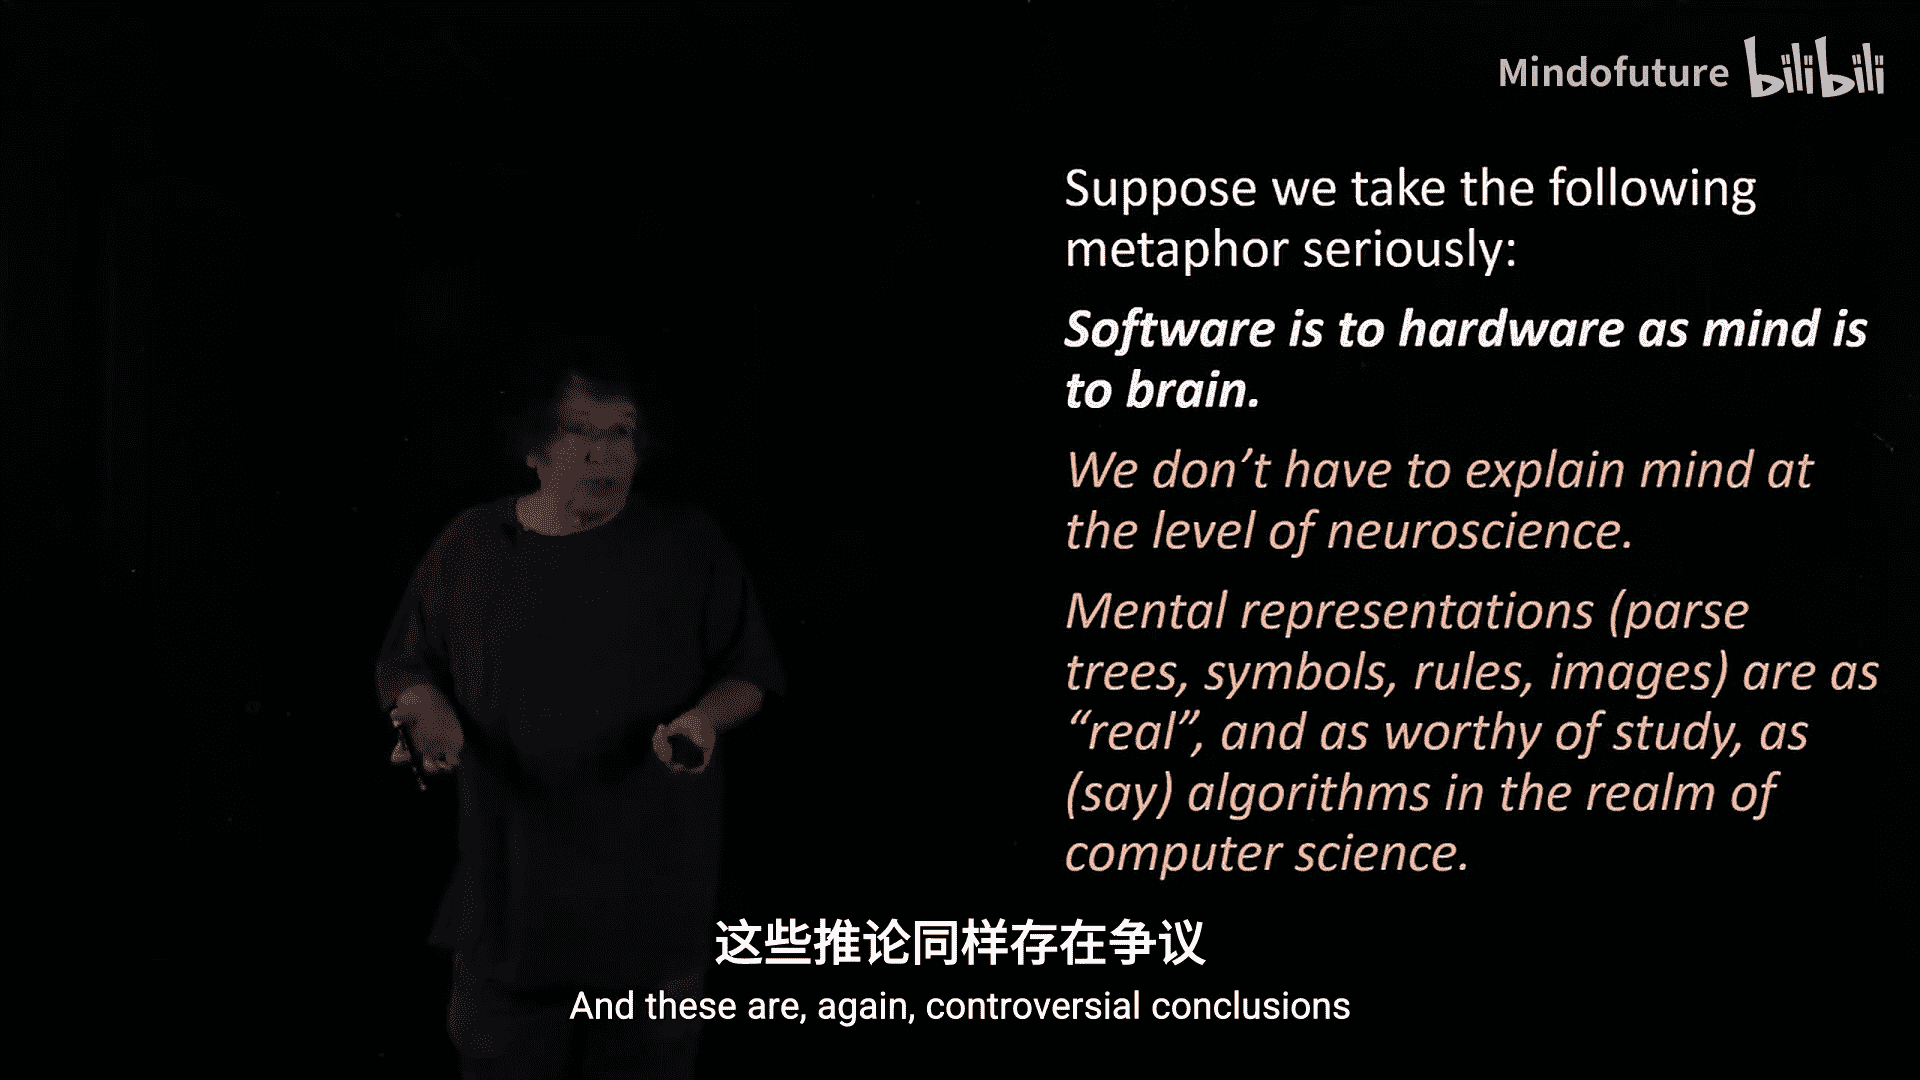 Mindofuture bilibili
Suppose we take the following
metaphor seriously:
Software is to hardware as mind is
to brain.
We don’t have to explain mind at
the level of neuroscience.
Mental representations (parse
trees, symbols, rules, images) are as
“real”, and as worthy of study, as
(say) algorithms in the realm of
computer science.
这些推论同样存在争议
And these are, again, controversial conclusions